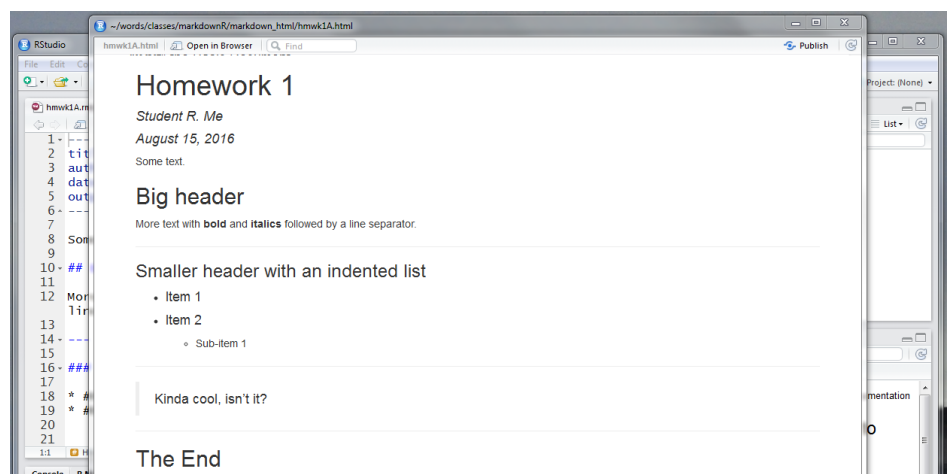 ~/words/classes/markdownR/markdown_html/hmwk1A.html
RStudio
File Edit Co
hmwk1A.html Open in Browser Find Publish
Project: (None)
hmwk1A.rm
List
Homework 1
Student R. Me
August 15, 2016
Some text.
Big header
More text with bold and italics followed by a line separator.
Smaller header with an indented list
Item 1
Item 2
Sub-item 1
Kinda cool, isn't it?
The End
1 ---
2 tit
3 aut
4 dat
5 out
6 ---
7
8 Som
9
10 ##
11
12 Mor
lin
13
14 ---
15
16 ###
17
18 * #
19 * #
20
21
1:1 H
Console R M
mentation